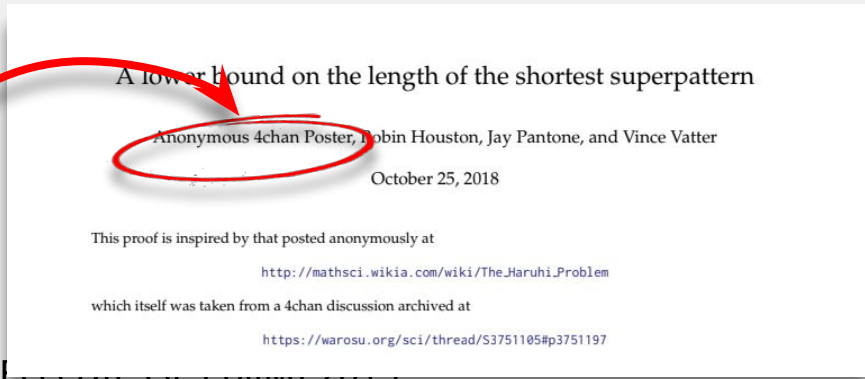 A lower bound on the length of the shortest superpattern
Anonymous 4chan Poster, Robin Houston, Jay Pantone, and Vince Vatter
October 25, 2018
This proof is inspired by that posted anonymously at
http://mathsci.wikia.com/wiki/The_Haruhi_Problem
which itself was taken from a 4chan discussion archived at
https://warosu.org/sci/thread/S3751105#p3751197